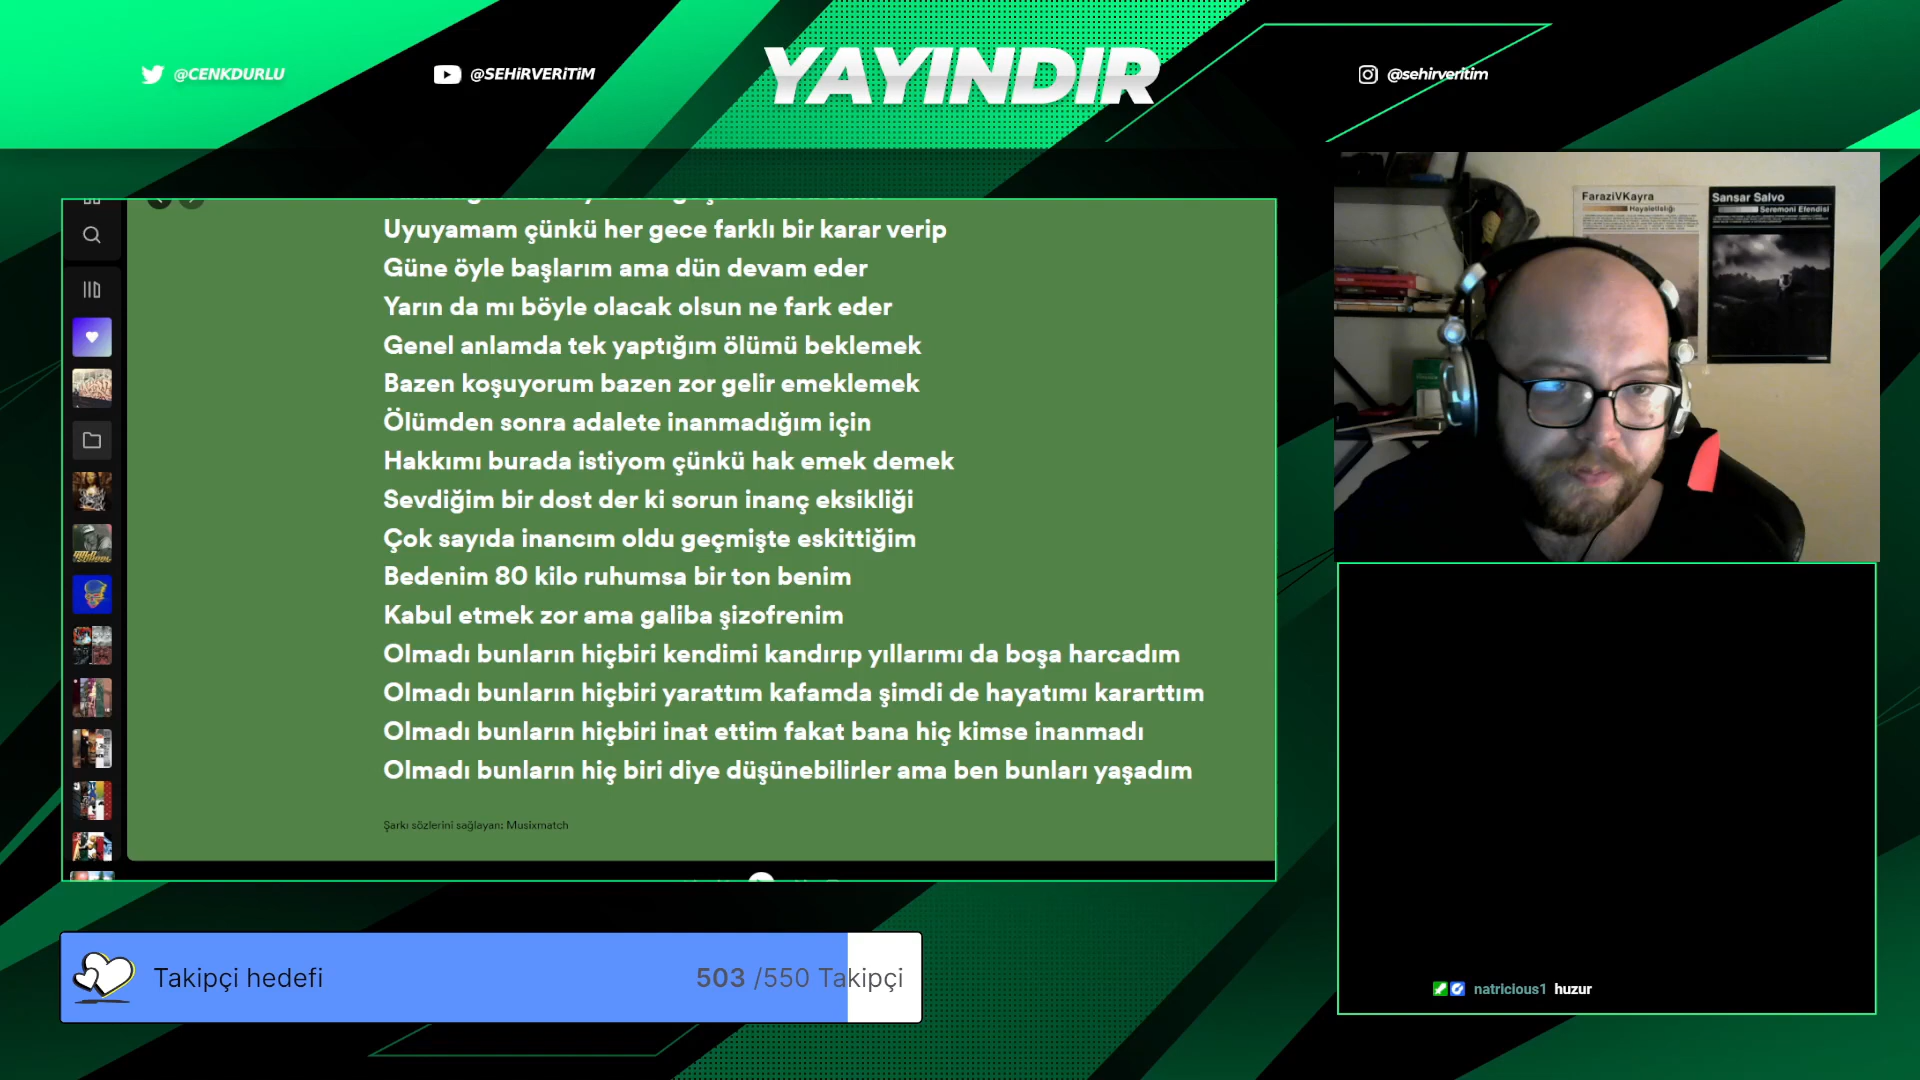 @CENKDURLU
@SEHİRVERİTİM
YAYINDIR
@sehirveritim
Uyuyamam çünkü her gece farklı bir karar verip
Güne öyle başlarım ama dün devam eder
Yarın da mı böyle olacak olsun ne fark eder
Genel anlamda tek yaptığım ölümü beklemek
Bazen koşuyorum bazen zor gelir emeklemek
Ölümden sonra adalete inanmadığım için
Hakkımı burada istiyom çünkü hak emek demek
Sevdiğim bir dost der ki sorun inanç eksikliği
Çok sayıda inancım oldu geçmişte eskittiğim
Bedenim 80 kilo ruhumsa bir ton benim
Kabul etmek zor ama galiba şizofrenim
Olmadı bunların hiçbiri kendimi kandırıp yıllarımı da boşa harcadım
Olmadı bunların hiçbiri yarattım kafamda şimdi de hayatımı kararttım
Olmadı bunların hiçbiri inat ettim fakat bana hiç kimse inanmadı
Olmadı bunların hiç biri diye düşünebilirler ama ben bunları yaşadım
Şarkı sözlerini sağlayan: Musixmatch
FaraziVKayra
Hayaletislığı
Sansar Salvo
Seremoni Efendisi
Takipçi hedefi
503 /550 Takipçi
natricious1 huzur